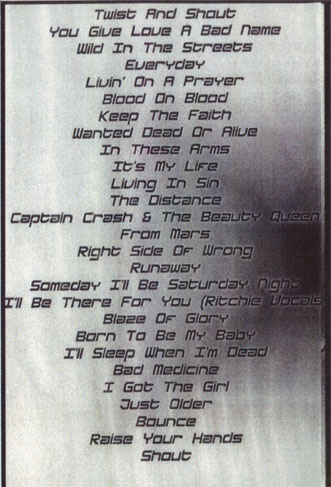 Twist And Shout
You Give Love A Bad Name
Wild In The Streets
Everyday
Livin' On A Prayer
Blood On Blood
Keep The Faith
Wanted Dead Or Alive
In These Arms
It's My Life
Living In Sin
The Distance
Captain Crash & The Beauty Queen
From Mars
Right Side Of Wrong
Runaway
Someday I'll Be Saturday Night
I'll Be There For You (Ritchie Vocals
Blaze Of Glory
Born To Be My Baby
I'll Sleep When I'm Dead
Bad Medicine
I Got The Girl
Just Older
Bounce
Raise Your Hands
Shout